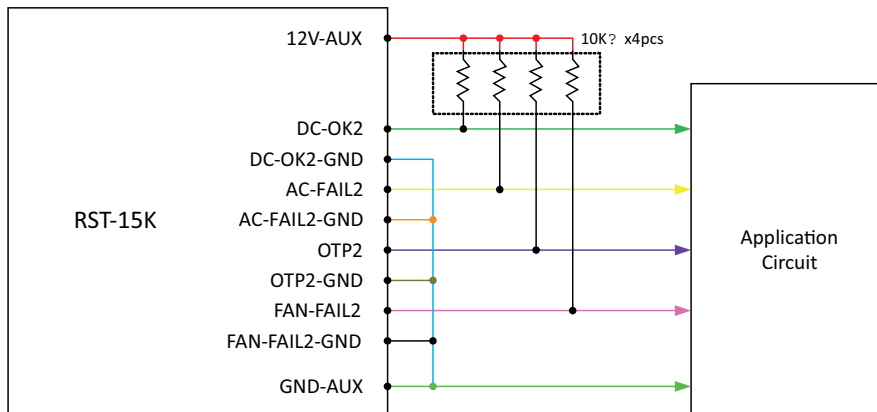 12V-AUX
10K? x4pcs
DC-OK2
DC-OK2-GND
AC-FAIL2
RST-15K
AC-FAIL2-GND
OTP2
Application
Circuit
OTP2-GND
FAN-FAIL2
FAN-FAIL2-GND
GND-AUX